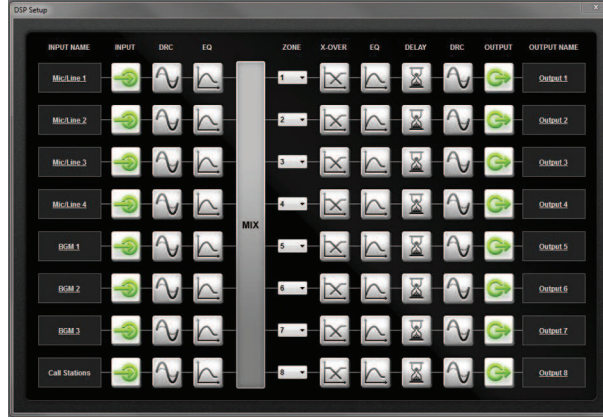 DSP Setup
x
INPUT NAME INPUT DRC EQ ZONE X-OVER EQ DELAY DRC OUTPUT OUTPUT NAME
Mic/Line 1 1 Output 1
Mic/Line 2 2 Output 2
Mic/Line 3 3 Output 3
Mic/Line 4 4 Output 4
MIX
BGM 1 5 Output 5
BGM 2 6 Output 6
BGM 3 7 Output 7
Call Stations 8 Output 8